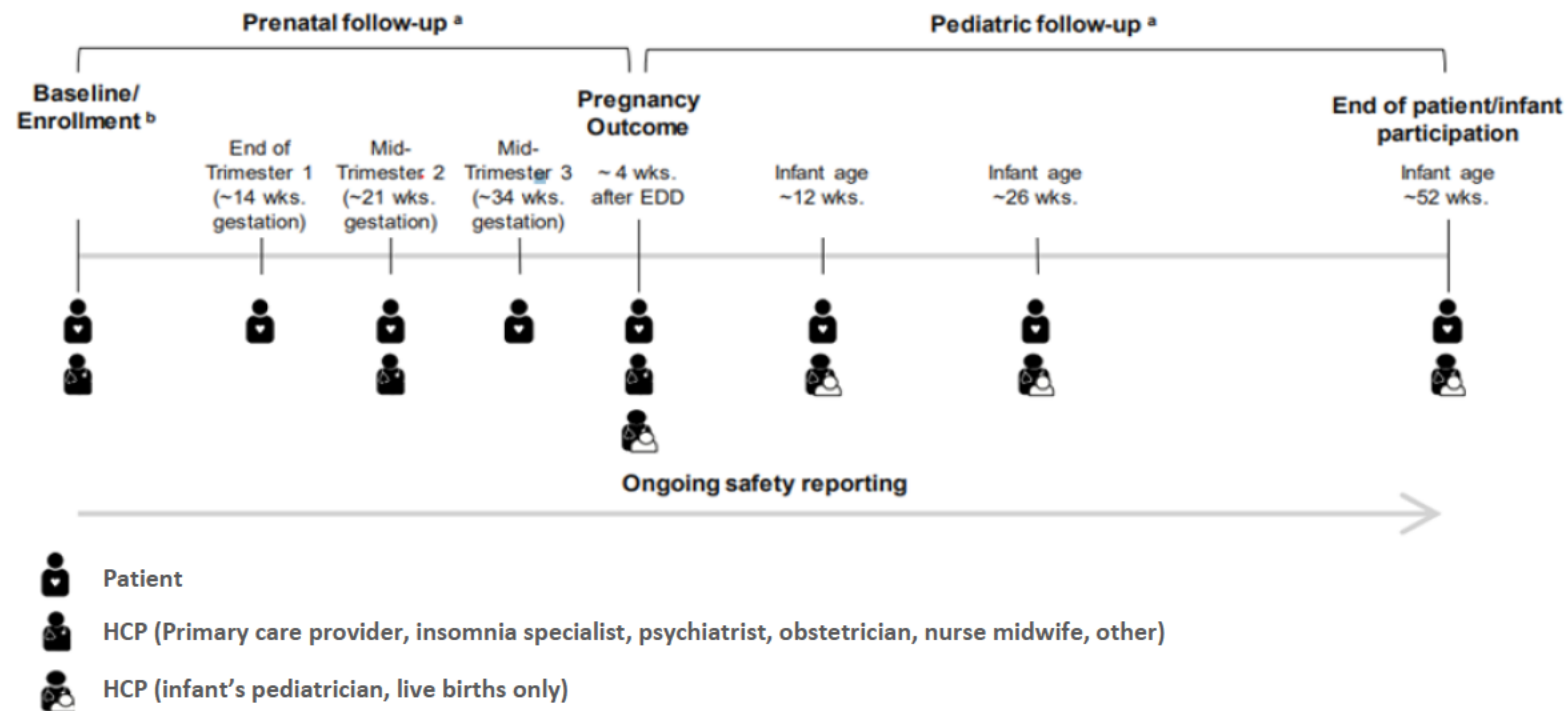 Prenatal follow-up ᵃ
Pediatric follow-up ᵃ
Baseline/
Enrollment ᵇ
End of
Trimester 1
(~14 wks.
gestation)
Mid-
Trimester 2
(~21 wks.
gestation)
Mid-
Trimester 3
(~34 wks.
gestation)
Pregnancy
Outcome
~ 4 wks.
after EDD
Infant age
~12 wks.
Infant age
~26 wks.
End of patient/infant
participation
Infant age
~52 wks.
Ongoing safety reporting
Patient
HCP (Primary care provider, insomnia specialist, psychiatrist, obstetrician, nurse midwife, other)
HCP (infant’s pediatrician, live births only)